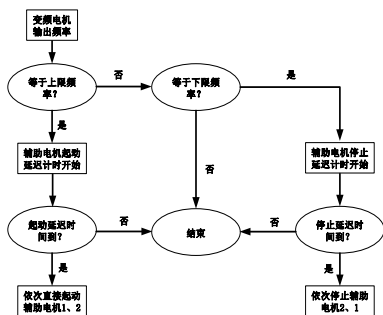 变频电机
输出频率
等于上限频
率？
否
等于下限频
率？
是
是
否
辅助电机起动
延迟计时开始
辅助电机停止
延迟计时开始
起动延迟时
间到？
否
结束
否
停止延迟时
间到？
是
是
依次直接起动
辅助电机1、2
依次停止辅助
电机2、1